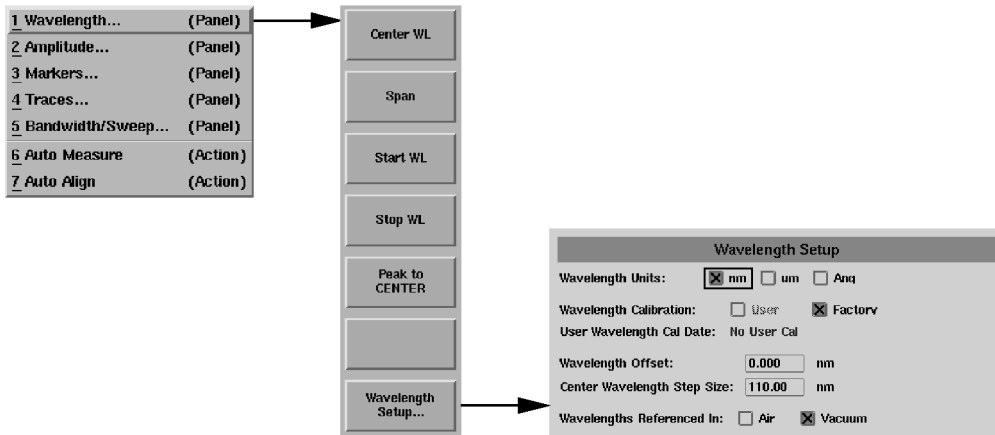 1 Wavelength... (Panel)
2 Amplitude... (Panel)
3 Markers... (Panel)
4 Traces... (Panel)
5 Bandwidth/Sweep... (Panel)
6 Auto Measure (Action)
7 Auto Align (Action)
Center WL
Span
Start WL
Stop WL
Peak to
CENTER
Wavelength
Setup...
Wavelength Setup
Wavelength Units: nm um Ang
Wavelength Calibration: User Factory
User Wavelength Cal Date: No User Cal
Wavelength Offset: 0.000 nm
Center Wavelength Step Size: 110.00 nm
Wavelengths Referenced In: Air Vacuum